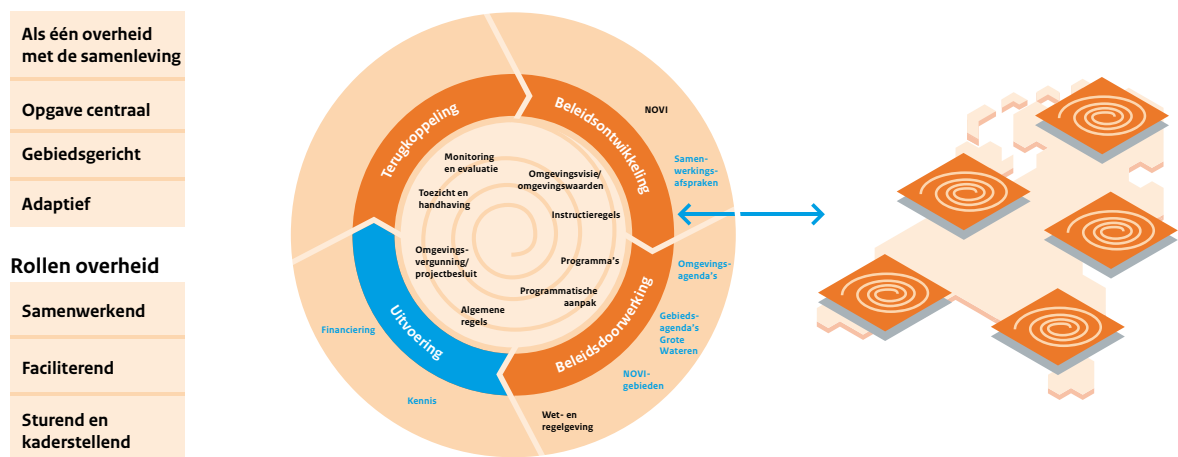 Als één overheid
met de samenleving
Opgave centraal
Gebiedsgericht
Adaptief
Rollen overheid
Samenwerkend
Faciliterend
Sturend en
kaderstellend
Terugkoppeling
Beleidsontwikkeling
Beleidsdoorwerking
Uitvoering
NOVI
Samen-
werkings-
afspraken
Omgevings-
agenda's
Gebieds-
agenda's
Grote
Wateren
NOVI-
gebieden
Wet- en
regelgeving
Kennis
Financiering
Monitoring
en evaluatie
Toezicht en
handhaving
Omgevings-
vergunning/
projectbesluit
Algemene
regels
Omgevingsvisie/
omgevingswaarden
Instructieregels
Programma's
Programmatische
aanpak